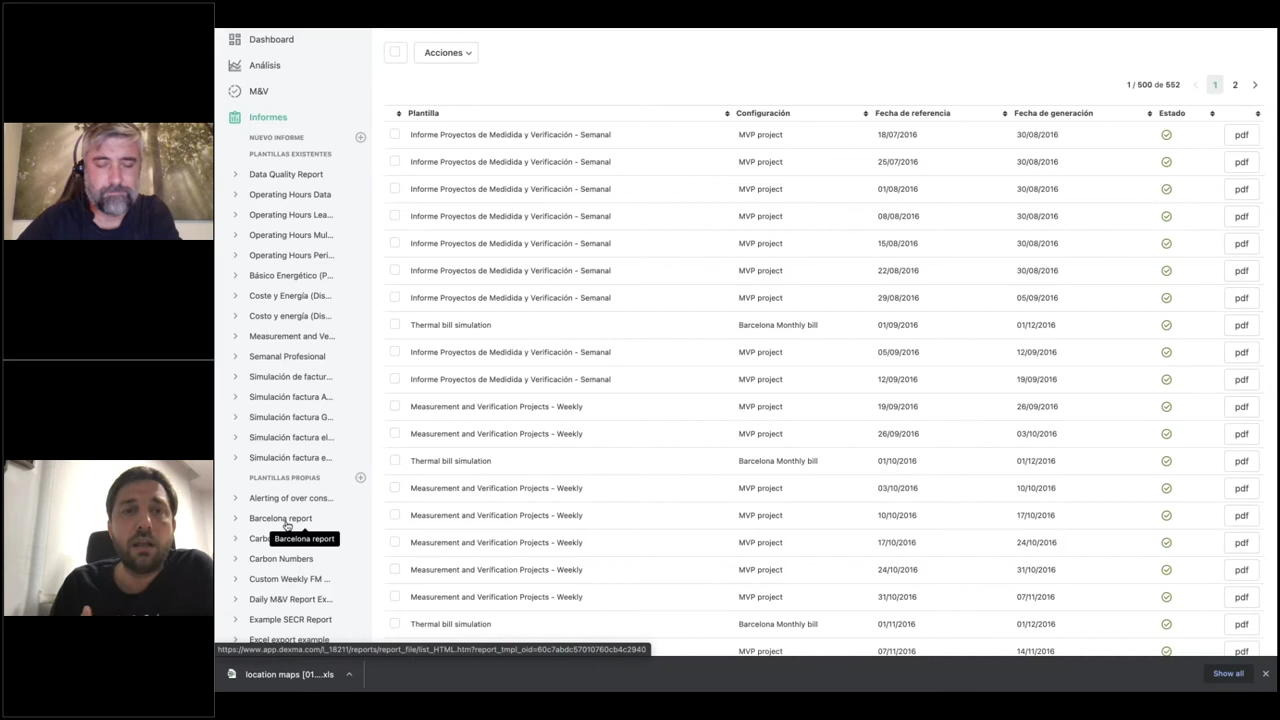 Dashboard
Análisis
M&V
Informes
NUEVO INFORME
PLANTILLAS EXISTENTES
Data Quality Report
Operating Hours Data
Operating Hours Lea...
Operating Hours Mul...
Operating Hours Peri...
Básico Energético (P...
Coste y Energía (Dis...
Costo y energía (Dis...
Measurement and Ve...
Semanal Profesional
Simulación de factur...
Simulación factura A...
Simulación factura G...
Simulación factura el...
Simulación factura e...
PLANTILLAS PROPIAS
Alerting of over cons...
Barcelona report
Barcelona report
Carbon Numbers
Custom Weekly FM ...
Daily M&V Report Ex...
Example SECR Report
Excel export example
Acciones
1 / 500 de 552 1 2
Plantilla Configuración Fecha de referencia Fecha de generación Estado
Informe Proyectos de Medidida y Verificación - Semanal MVP project 18/07/2016 30/08/2016 pdf
Informe Proyectos de Medidida y Verificación - Semanal MVP project 25/07/2016 30/08/2016 pdf
Informe Proyectos de Medidida y Verificación - Semanal MVP project 01/08/2016 30/08/2016 pdf
Informe Proyectos de Medidida y Verificación - Semanal MVP project 08/08/2016 30/08/2016 pdf
Informe Proyectos de Medidida y Verificación - Semanal MVP project 15/08/2016 30/08/2016 pdf
Informe Proyectos de Medidida y Verificación - Semanal MVP project 22/08/2016 30/08/2016 pdf
Informe Proyectos de Medidida y Verificación - Semanal MVP project 29/08/2016 05/09/2016 pdf
Thermal bill simulation Barcelona Monthly bill 01/09/2016 01/12/2016 pdf
Informe Proyectos de Medidida y Verificación - Semanal MVP project 05/09/2016 12/09/2016 pdf
Informe Proyectos de Medidida y Verificación - Semanal MVP project 12/09/2016 19/09/2016 pdf
Measurement and Verification Projects - Weekly MVP project 19/09/2016 26/09/2016 pdf
Measurement and Verification Projects - Weekly MVP project 26/09/2016 03/10/2016 pdf
Thermal bill simulation Barcelona Monthly bill 01/10/2016 01/12/2016 pdf
Measurement and Verification Projects - Weekly MVP project 03/10/2016 10/10/2016 pdf
Measurement and Verification Projects - Weekly MVP project 10/10/2016 17/10/2016 pdf
Measurement and Verification Projects - Weekly MVP project 17/10/2016 24/10/2016 pdf
Measurement and Verification Projects - Weekly MVP project 24/10/2016 31/10/2016 pdf
Measurement and Verification Projects - Weekly MVP project 31/10/2016 07/11/2016 pdf
Thermal bill simulation Barcelona Monthly bill 01/11/2016 01/12/2016 pdf
07/11/2016 14/11/2016 pdf
https://www.app.dexma.com/l_18211/reports/report_file/list_HTML.htm?report_tmpl_oid=60c7abdc57010760cb4c2940
location maps [01....xls
Show all